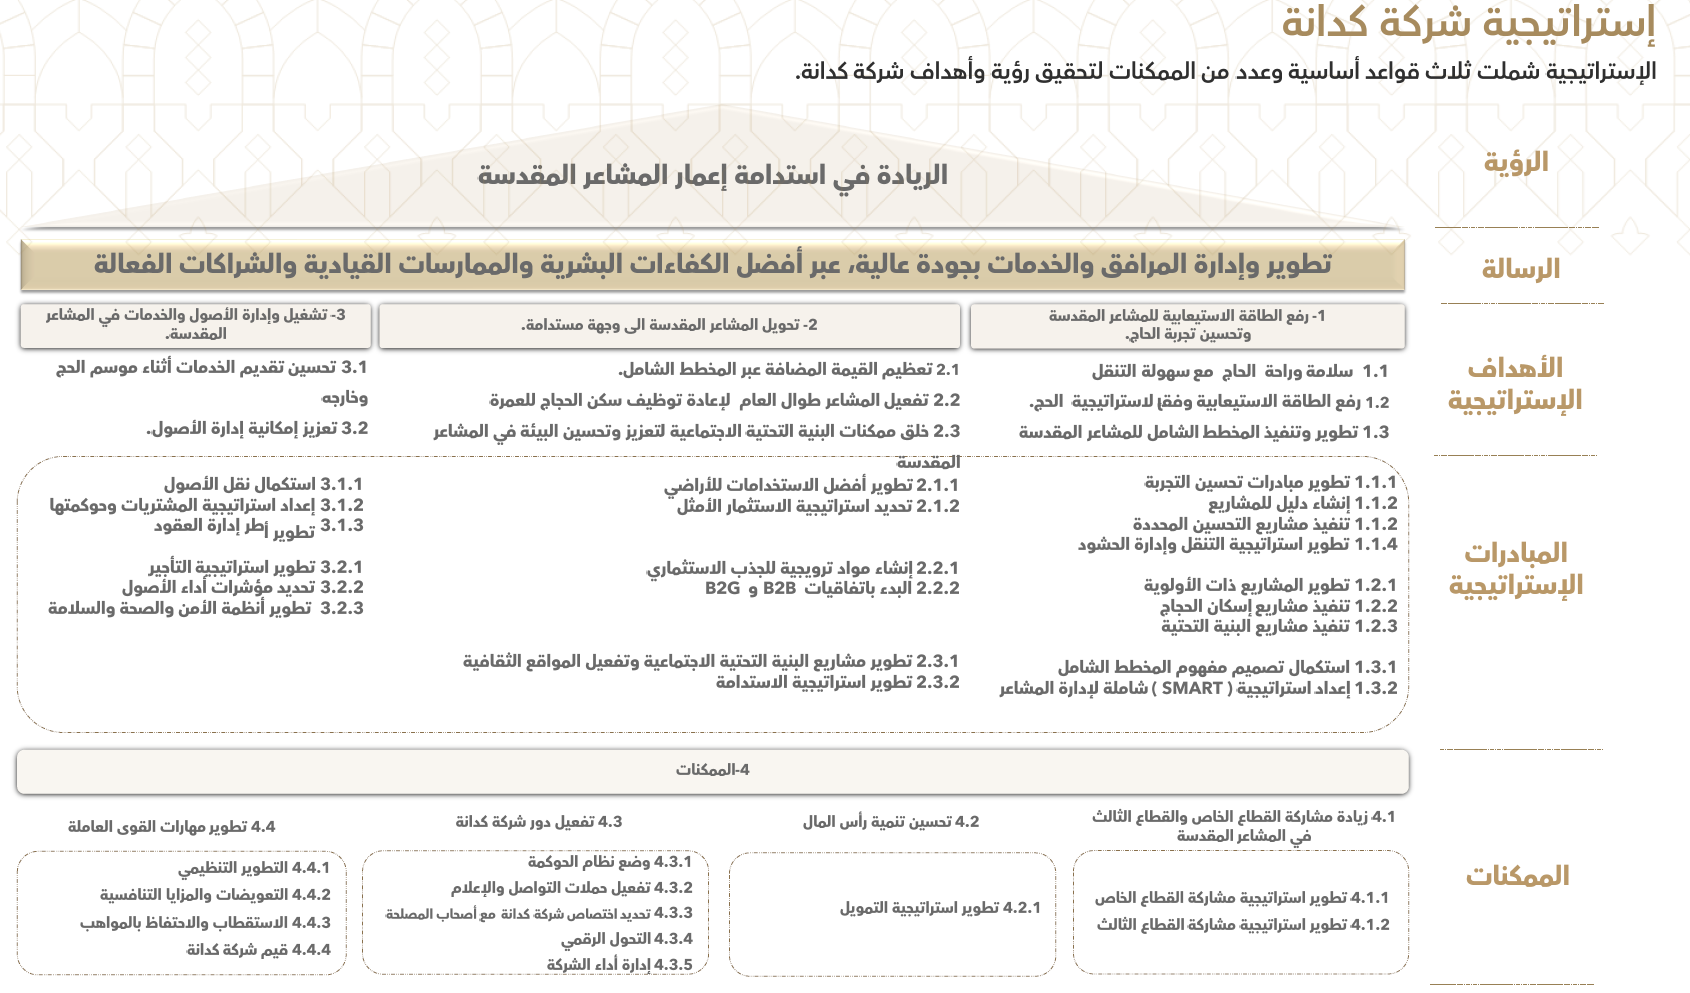 إستراتيجية شركة كدانة
الإستراتيجية شملت ثلاث قواعد أساسية وعدد من الممكنات لتحقيق رؤية وأهداف شركة كدانة.
الرؤية
الريادة في استدامة إعمار المشاعر المقدسة
الرسالة
تطوير وإدارة المرافق والخدمات بجودة عالية، عبر أفضل الكفاءات البشرية والممارسات القيادية والشراكات الفعالة
الأهداف
الإستراتيجية
1- رفع الطاقة الاستيعابية للمشاعر المقدسة
وتحسين تجربة الحاج.
1.1 سلامة وراحة الحاج مع سهولة التنقل
1.2 رفع الطاقة الاستيعابية وفقا لاستراتيجية الحج.
1.3 تطوير وتنفيذ المخطط الشامل للمشاعر المقدسة
2- تحويل المشاعر المقدسة الى وجهة مستدامة.
2.1 تعظيم القيمة المضافة عبر المخطط الشامل.
2.2 تفعيل المشاعر طوال العام لإعادة توظيف سكن الحجاج للعمرة
2.3 خلق ممكنات البنية التحتية الاجتماعية لتعزيز وتحسين البيئة في المشاعر
المقدسة
3- تشغيل وإدارة الأصول والخدمات في المشاعر
المقدسة.
3.1 تحسين تقديم الخدمات أثناء موسم الحج
وخارجه
3.2 تعزيز إمكانية إدارة الأصول.
المبادرات
الإستراتيجية
1.1.1 تطوير مبادرات تحسين التجربة
1.1.2 إنشاء دليل للمشاريع
1.1.2 تنفيذ مشاريع التحسين المحددة
1.1.4 تطوير استراتيجية التنقل وإدارة الحشود
1.2.1 تطوير المشاريع ذات الأولوية
1.2.2 تنفيذ مشاريع إسكان الحجاج
1.2.3 تنفيذ مشاريع البنية التحتية
1.3.1 استكمال تصميم مفهوم المخطط الشامل
1.3.2 إعداد استراتيجية ( SMART ) شاملة لإدارة المشاعر
2.1.1 تطوير أفضل الاستخدامات للأراضي
2.1.2 تحديد استراتيجية الاستثمار الأمثل
2.2.1 إنشاء مواد ترويجية للجذب الاستثماري
2.2.2 البدء باتفاقيات B2B و B2G
2.3.1 تطوير مشاريع البنية التحتية الاجتماعية وتفعيل المواقع الثقافية
2.3.2 تطوير استراتيجية الاستدامة
3.1.1 استكمال نقل الأصول
3.1.2 إعداد استراتيجية المشتريات وحوكمتها
3.1.3 تطوير أطر إدارة العقود
3.2.1 تطوير استراتيجية التأجير
3.2.2 تحديد مؤشرات أداء الأصول
3.2.3 تطوير أنظمة الأمن والصحة والسلامة
4-الممكنات
الممكنات
4.1 زيادة مشاركة القطاع الخاص والقطاع الثالث
في المشاعر المقدسة
4.1.1 تطوير استراتيجية مشاركة القطاع الخاص
4.1.2 تطوير استراتيجية مشاركة القطاع الثالث
4.2 تحسين تنمية رأس المال
4.2.1 تطوير استراتيجية التمويل
4.3 تفعيل دور شركة كدانة
4.3.1 وضع نظام الحوكمة
4.3.2 تفعيل حملات التواصل والإعلام
4.3.3 تحديد اختصاص شركة كدانة مع أصحاب المصلحة
4.3.4 التحول الرقمي
4.3.5 إدارة أداء الشركة
4.4 تطوير مهارات القوى العاملة
4.4.1 التطوير التنظيمي
4.4.2 التعويضات والمزايا التنافسية
4.4.3 الاستقطاب والاحتفاظ بالمواهب
4.4.4 قيم شركة كدانة